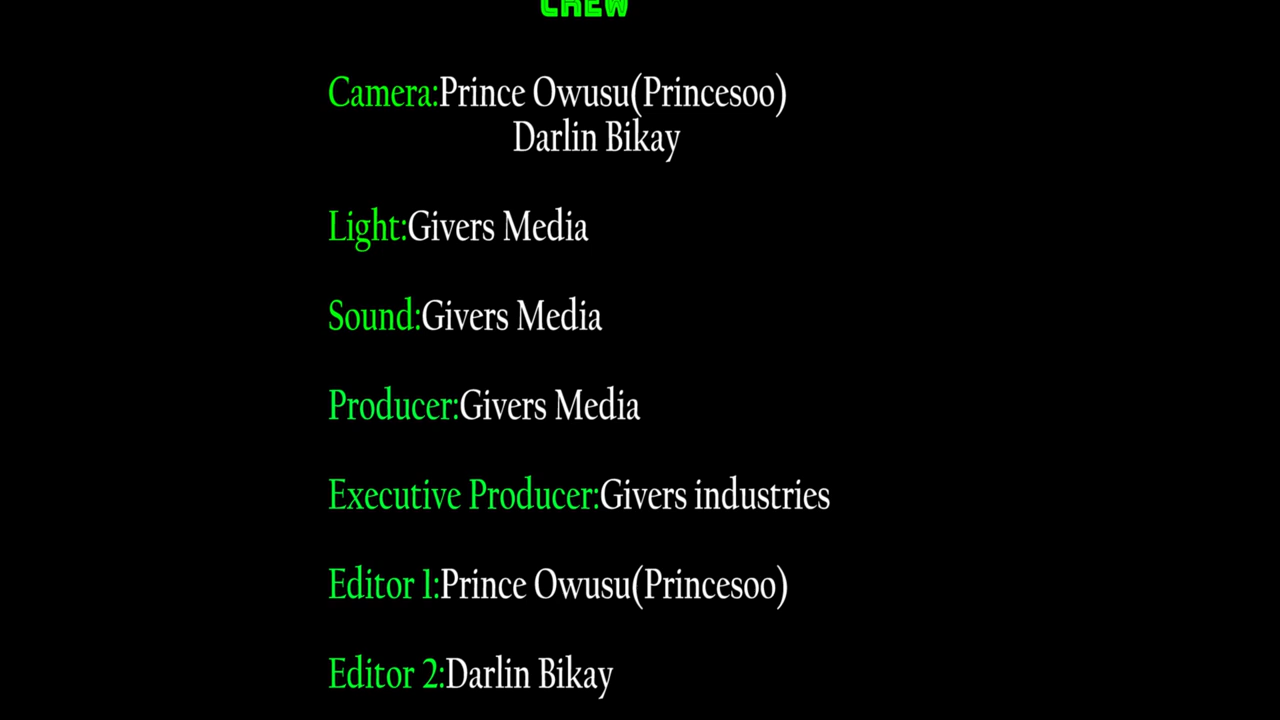 CREW
Camera:Prince Owusu(Princesoo)
Darlin Bikay
Light:Givers Media
Sound:Givers Media
Producer:Givers Media
Executive Producer:Givers industries
Editor 1:Prince Owusu(Princesoo)
Editor 2:Darlin Bikay